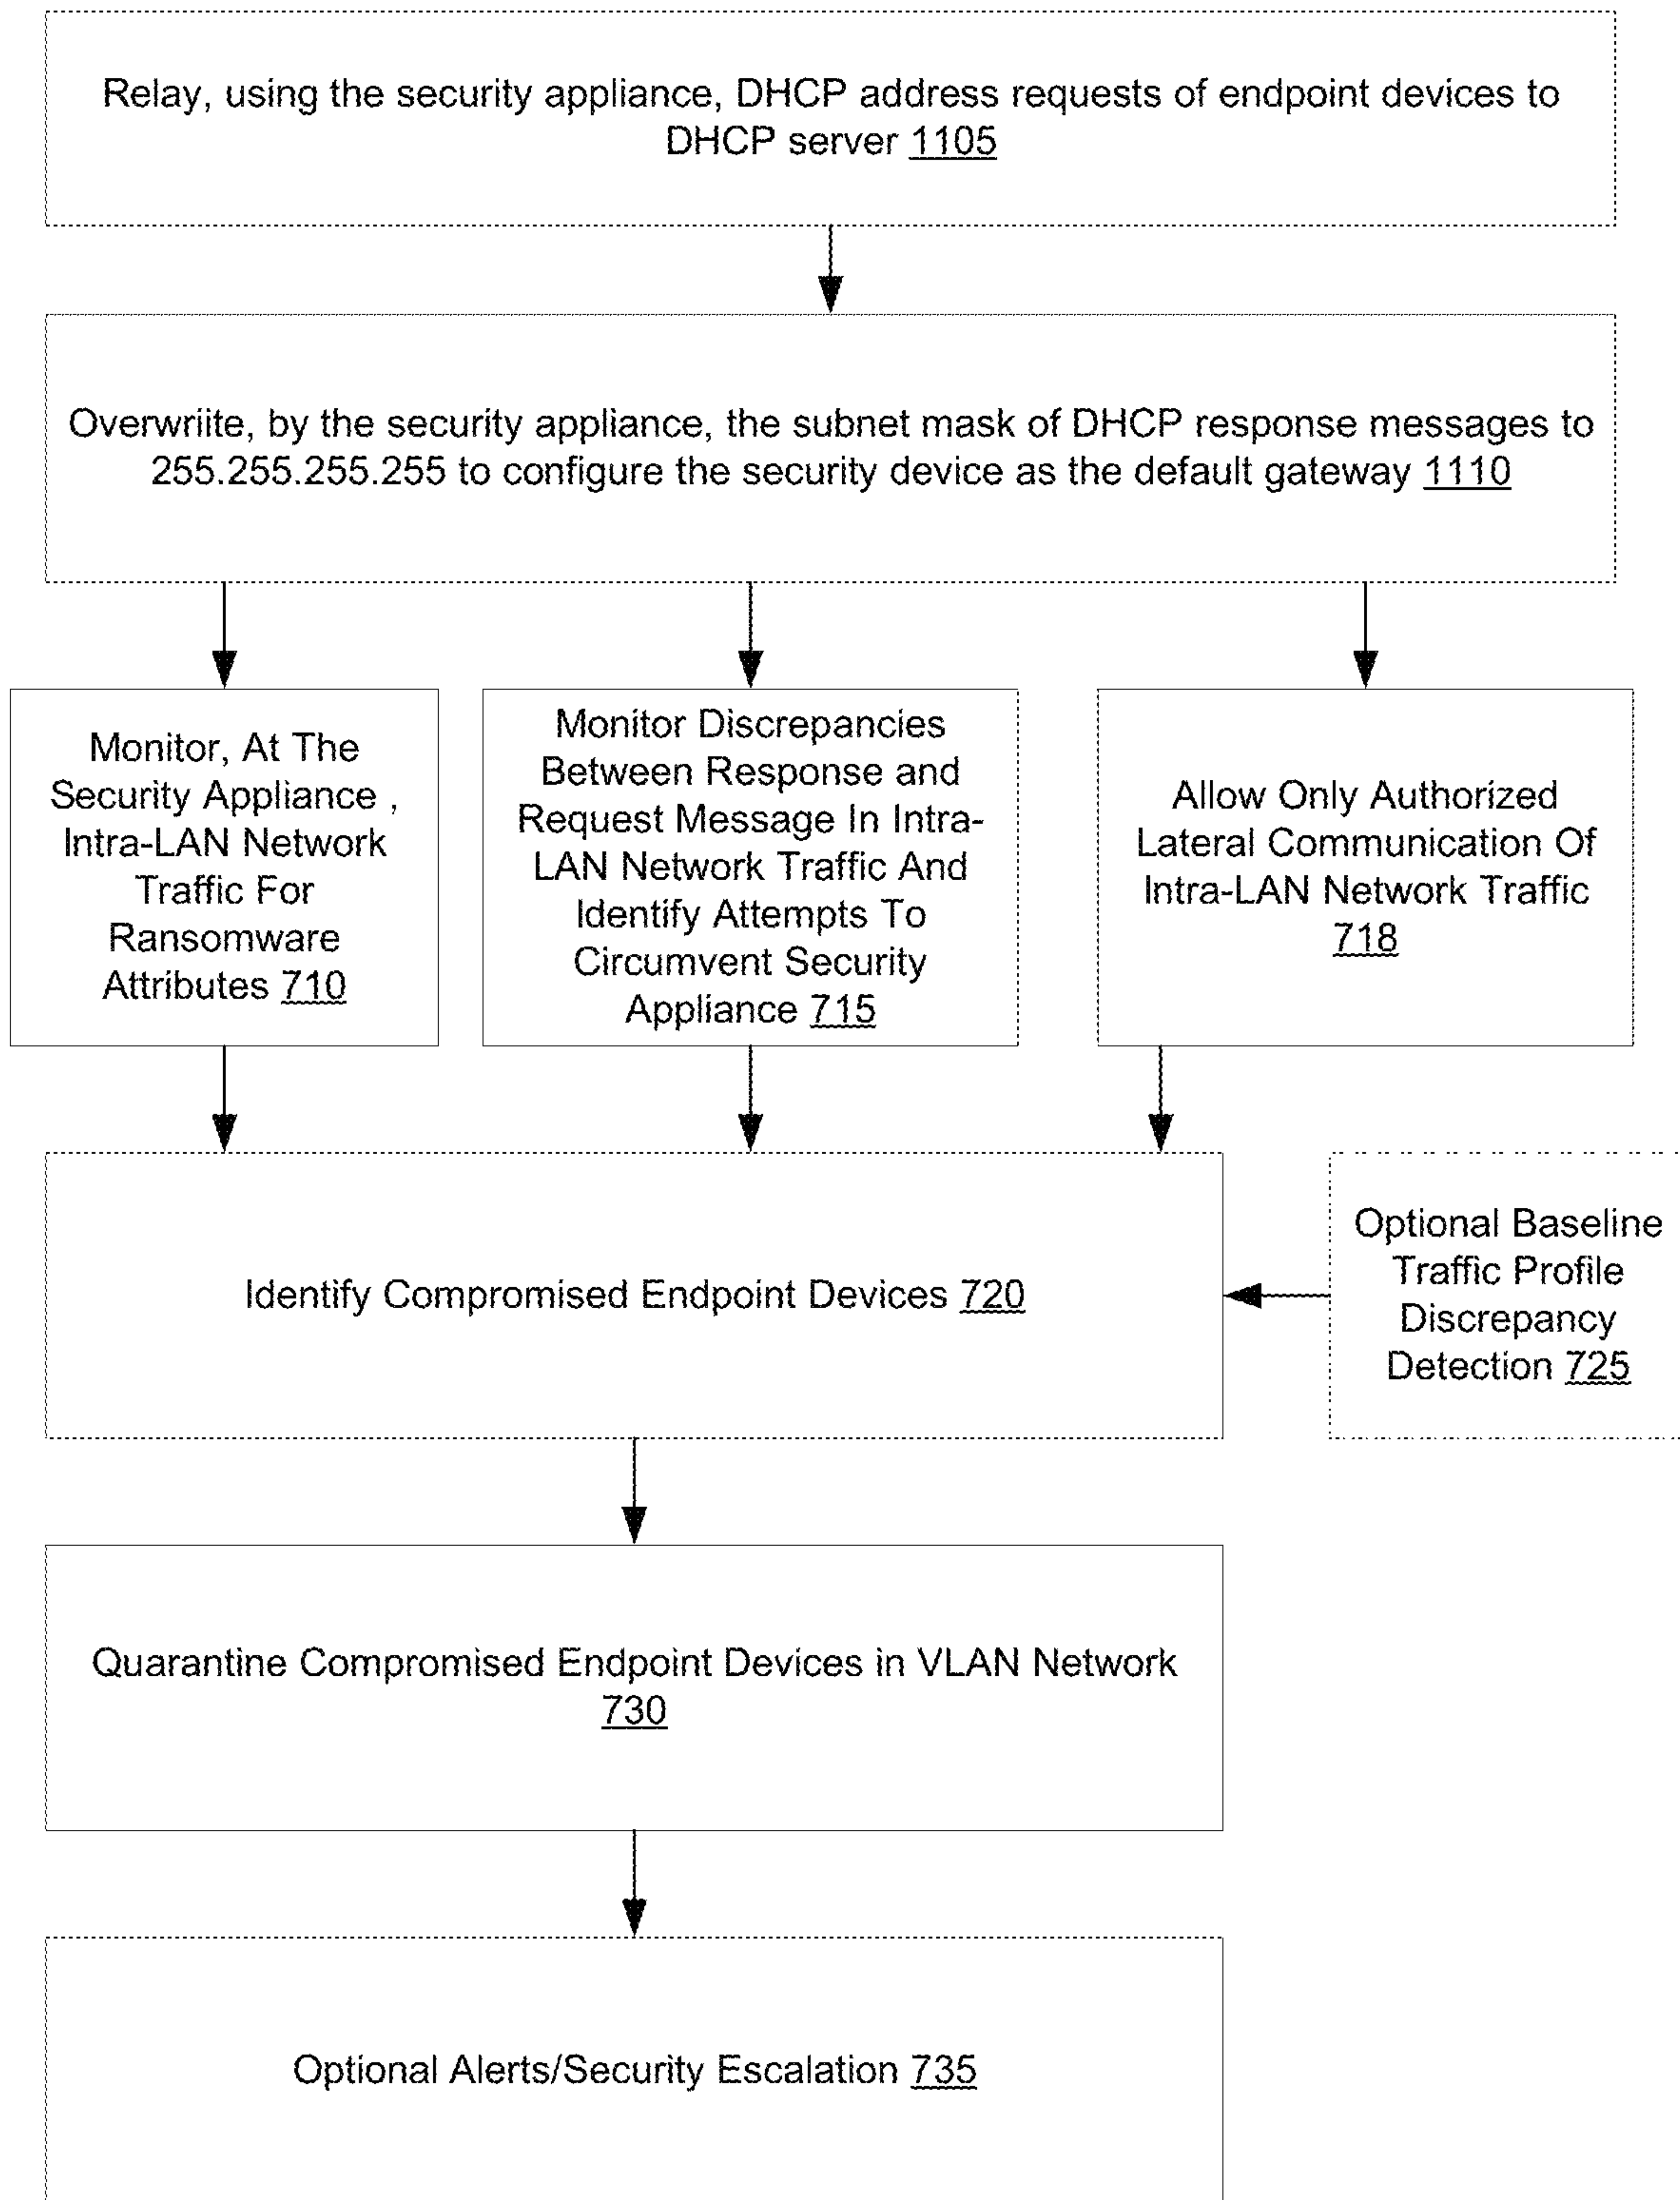 Relay, using the security appliance, DHCP address requests of endpoint devices to
DHCP server 1105
Overwriite, by the security appliance, the subnet mask of DHCP response messages to
255.255.255.255 to configure the security device as the default gateway 1110
Monitor, At The
Security Appliance ,
Intra-LAN Network
Traffic For
Ransomware
Attributes 710
Monitor Discrepancies
Between Response and
Request Message In Intra-
LAN Network Traffic And
Identify Attempts To
Circumvent Security
Appliance 715
Allow Only Authorized
Lateral Communication Of
Intra-LAN Network Traffic
718
Identify Compromised Endpoint Devices 720
Optional Baseline
Traffic Profile
Discrepancy
Detection 725
Quarantine Compromised Endpoint Devices in VLAN Network
730
Optional Alerts/Security Escalation 735